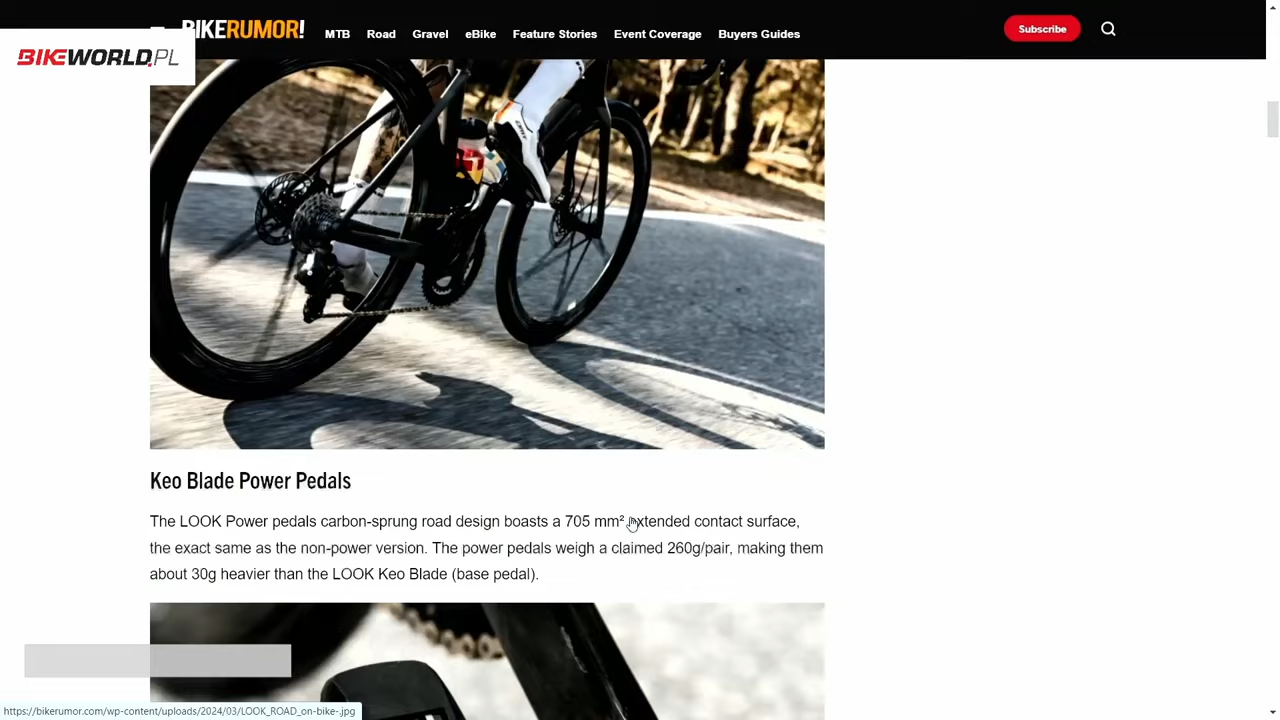 BIKERUMOR!
MTB Road Gravel eBike Feature Stories Event Coverage Buyers Guides
Subscribe
BIKEWORLD.PL
Keo Blade Power Pedals
The LOOK Power pedals carbon-sprung road design boasts a 705 mm² extended contact surface,
the exact same as the non-power version. The power pedals weigh a claimed 260g/pair, making them
about 30g heavier than the LOOK Keo Blade (base pedal).
https://bikerumor.com/wp-content/uploads/2024/03/LOOK_ROAD_on-bike-.jpg